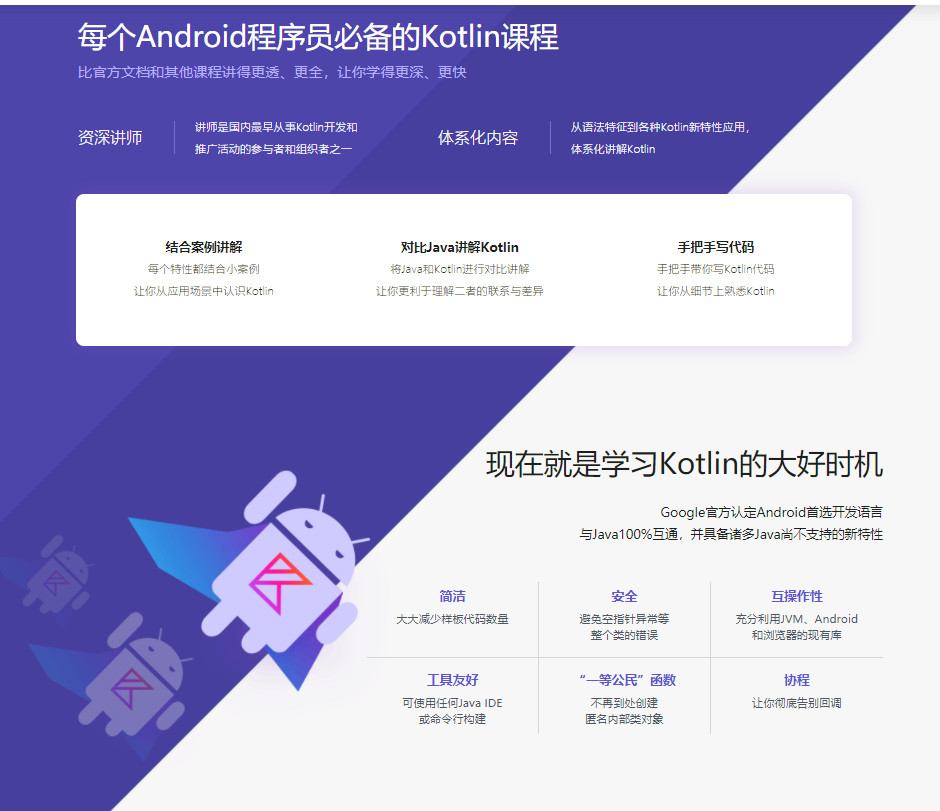 每个Android程序员必备的Kotlin课程
比官方文档和其他课程讲得更透、更全，让你学得更深、更快
资深讲师
讲师是国内最早从事Kotlin开发和
推广活动的参与者和组织者之一
体系化内容
从语法特征到各种Kotlin新特性应用，
体系化讲解Kotlin
结合案例讲解
每个特性都结合小案例
让你从应用场景中认识Kotlin
对比Java讲解Kotlin
将Java和Kotlin进行对比讲解
让你更利于理解二者的联系与差异
手把手写代码
手把手带你写Kotlin代码
让你从细节上熟悉Kotlin
现在就是学习Kotlin的大好时机
Google官方认定Android首选开发语言
与Java100%互通，并具备诸多Java尚不支持的新特性
简洁
大大减少样板代码数量
安全
避免空指针异常等
整个类的错误
互操作性
充分利用JVM、Android
和浏览器的现有库
工具友好
可使用任何Java IDE
或命令行构建
“一等公民”函数
不再到处创建
匿名内部类对象
协程
让你彻底告别回调